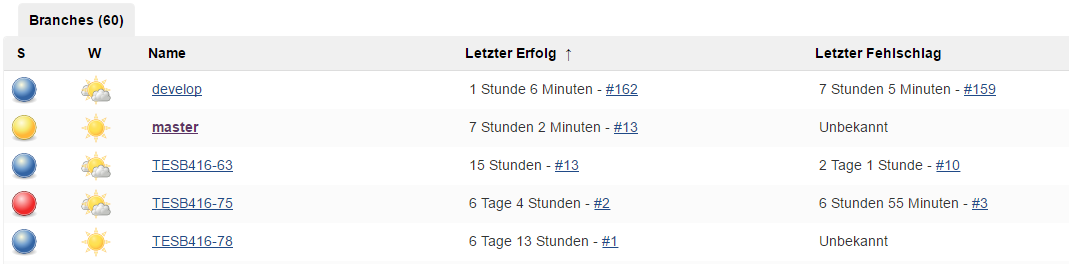 Branches (60)
S W Name Letzter Erfolg ↑ Letzter Fehlschlag
develop 1 Stunde 6 Minuten - #162 7 Stunden 5 Minuten - #159
master 7 Stunden 2 Minuten - #13 Unbekannt
TESB416-63 15 Stunden - #13 2 Tage 1 Stunde - #10
TESB416-75 6 Tage 4 Stunden - #2 6 Stunden 55 Minuten - #3
TESB416-78 6 Tage 13 Stunden - #1 Unbekannt